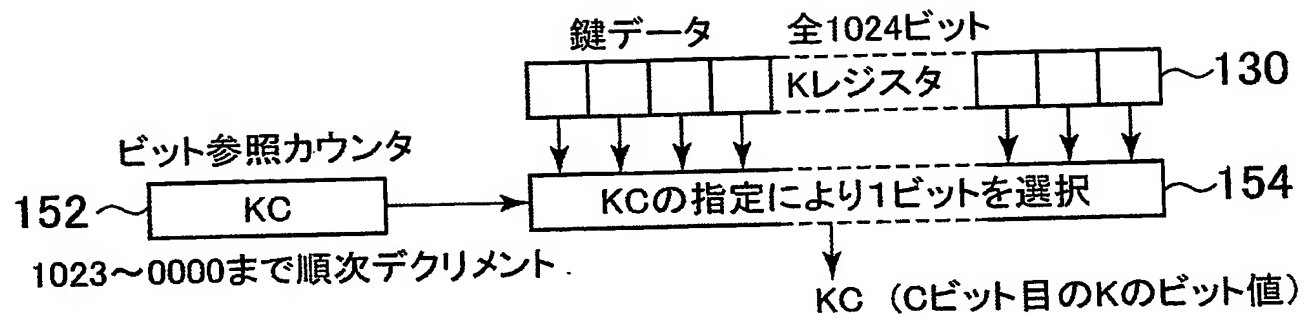 鍵データ 全1024ビット
Kレジスタ
130
ビット参照カウンタ
152
KC
KCの指定により1ビットを選択
154
1023～0000まで順次デクリメント
KC (Cビット目のKのビット値)